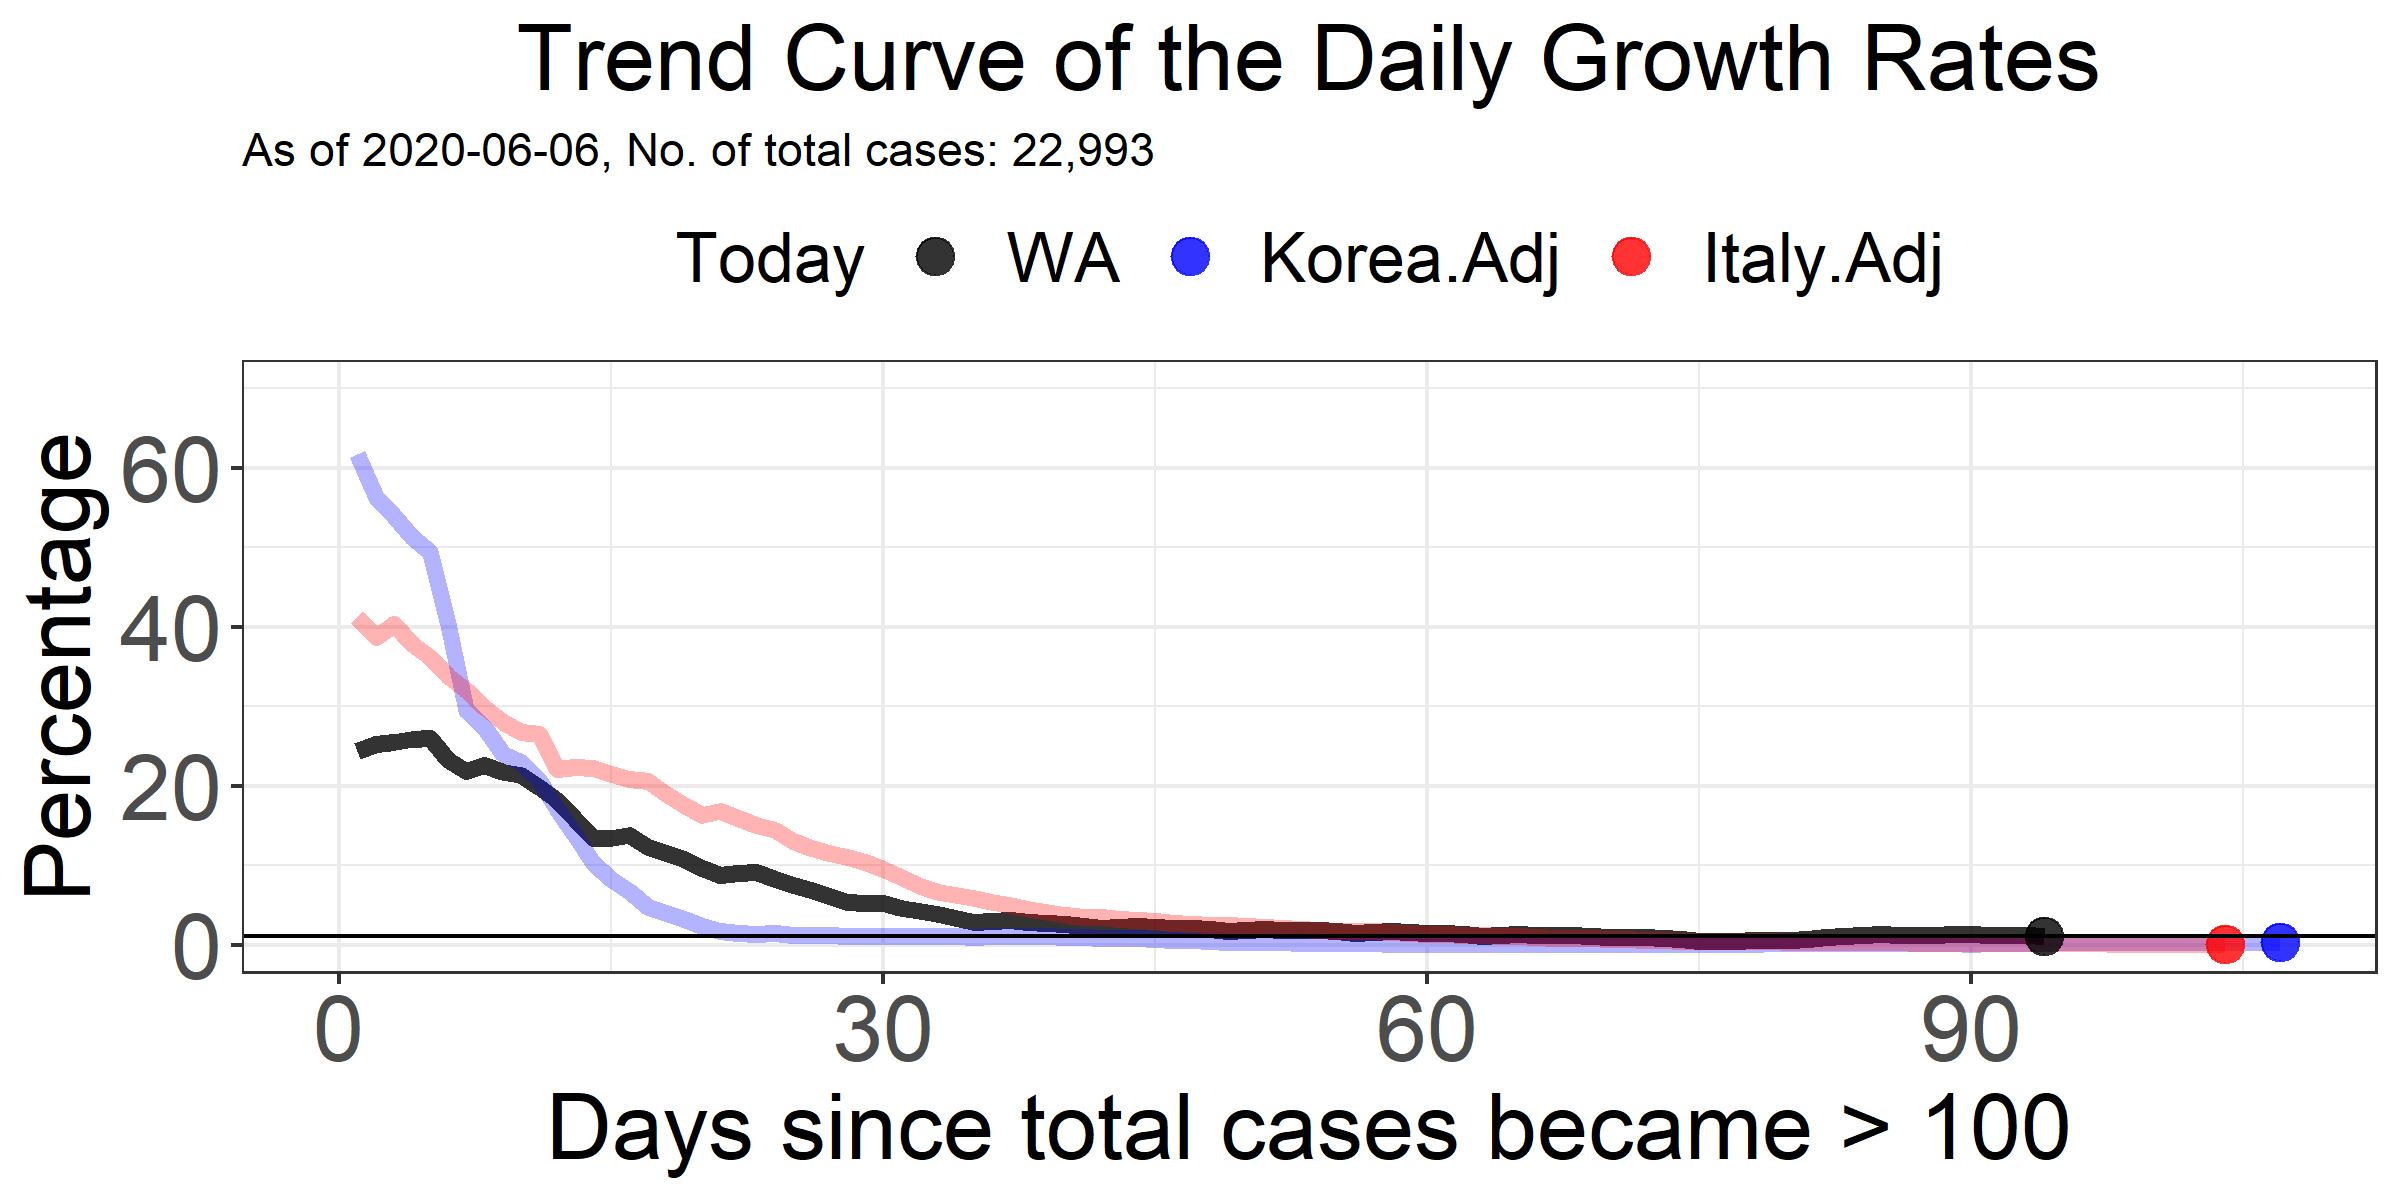 Trend Curve of the Daily Growth Rates
As of 2020-06-06, No. of total cases: 22,993
Today WA Korea.Adj Italy.Adj
Percentage
60
40
20
0
0 30 60 90
Days since total cases became > 100